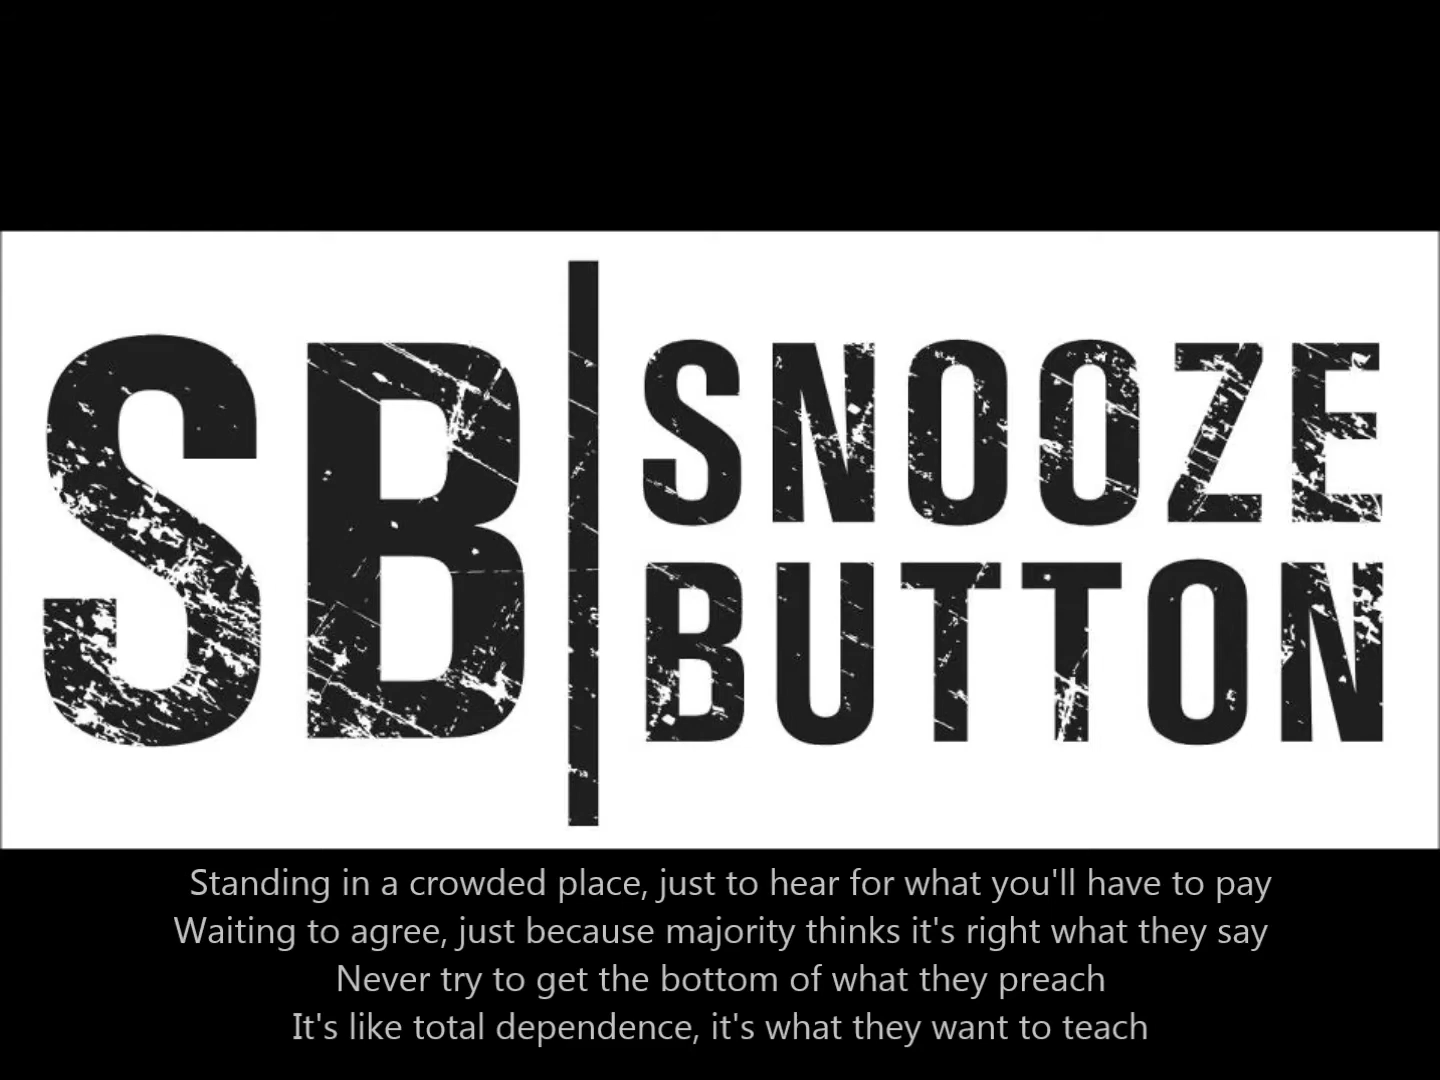 SB
SNOOZE
BUTTON
Standing in a crowded place, just to hear for what you'll have to pay
Waiting to agree, just because majority thinks it's right what they say
Never try to get the bottom of what they preach
It's like total dependence, it's what they want to teach